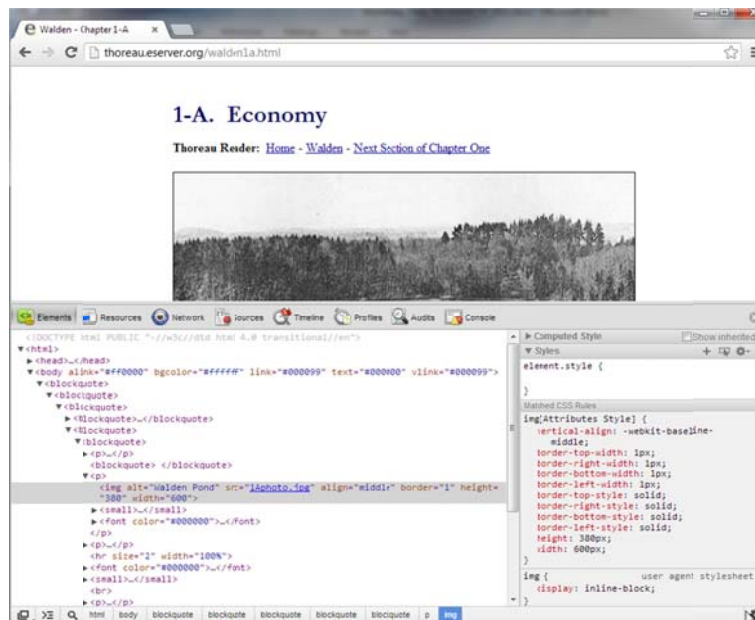 Walden - Chapter 1-A
thoreau.eserver.org/walden1a.html
1-A. Economy
Thoreau Reader: Home - Walden - Next Section of Chapter One
Elements Resources Network Sources Timeline Profiles Audits Console
<!DOCTYPE html PUBLIC "-//w3c//dtd html 4.0 transitional//en">
▼<html>
▶<head>…</head>
▼<body alink="#ff0000" bgcolor="#ffffff" link="#000099" text="#000000" vlink="#000099">
▼<blockquote>
▼<blockquote>
▼<blockquote>
▶<blockquote>…</blockquote>
▼<blockquote>
▼<blockquote>
▶<p>…</p>
<blockquote> </blockquote>
▼<p>
<img alt="Walden Pond" src="1Aphoto.jpg" align="middle" border="1" height=
"380" width="600">
▶<small>…</small>
▶<font color="#000000">…</font>
</p>
▶<p>…</p>
<hr size="2" width="100%">
▶<font color="#000000">…</font>
▶<small>…</small>
<br>
▶<p>…</p>
html body blockquote blockquote blockquote blockquote blockquote p img
▶ Computed Style Show inherited
▼ Styles
element.style {
}
Matched CSS Rules
img[Attributes Style] {
vertical-align: -webkit-baseline-
middle;
border-top-width: 1px;
border-right-width: 1px;
border-bottom-width: 1px;
border-left-width: 1px;
border-top-style: solid;
border-right-style: solid;
border-bottom-style: solid;
border-left-style: solid;
height: 380px;
width: 600px;
}
img { user agent stylesheet
display: inline-block;
}